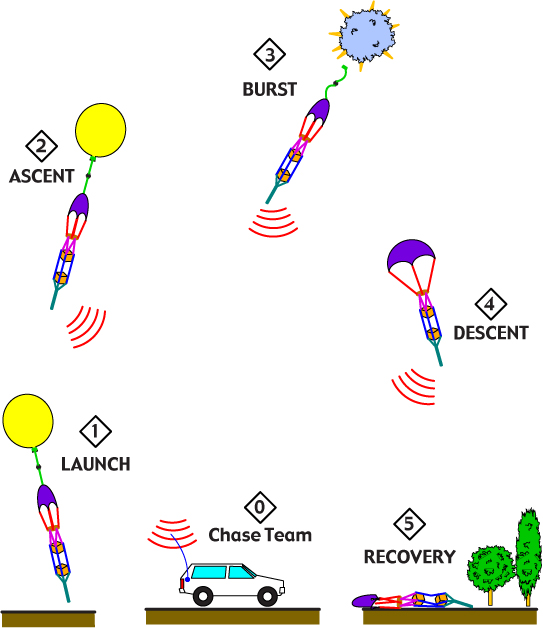 3
BURST
2
ASCENT
4
DESCENT
1
LAUNCH
0
Chase Team
5
RECOVERY